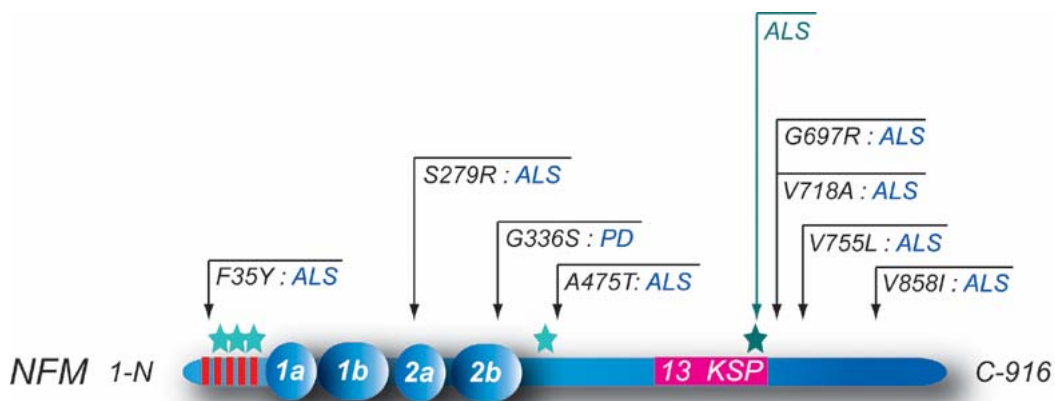 ALS
G697R : ALS
S279R : ALS
V718A : ALS
G336S : PD
V755L : ALS
F35Y : ALS
A475T: ALS
V858I : ALS
NFM 1-N 1a 1b 2a 2b 13 KSP C-916